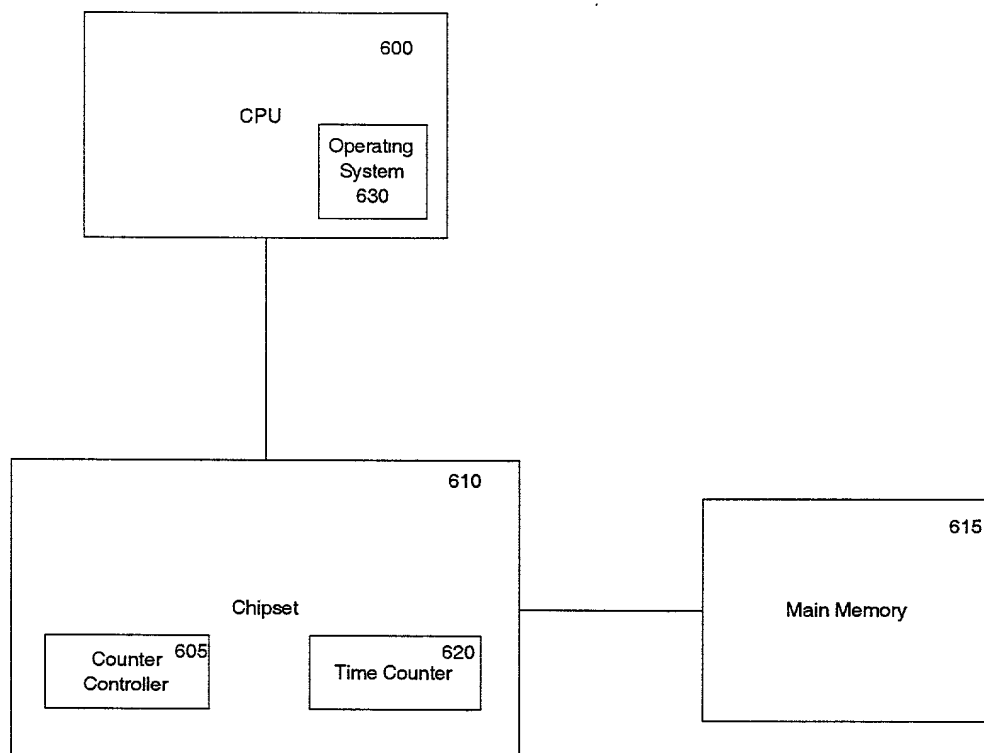 600
CPU
Operating
System
630
610
Chipset
605
Counter
Controller
620
Time Counter
615
Main Memory